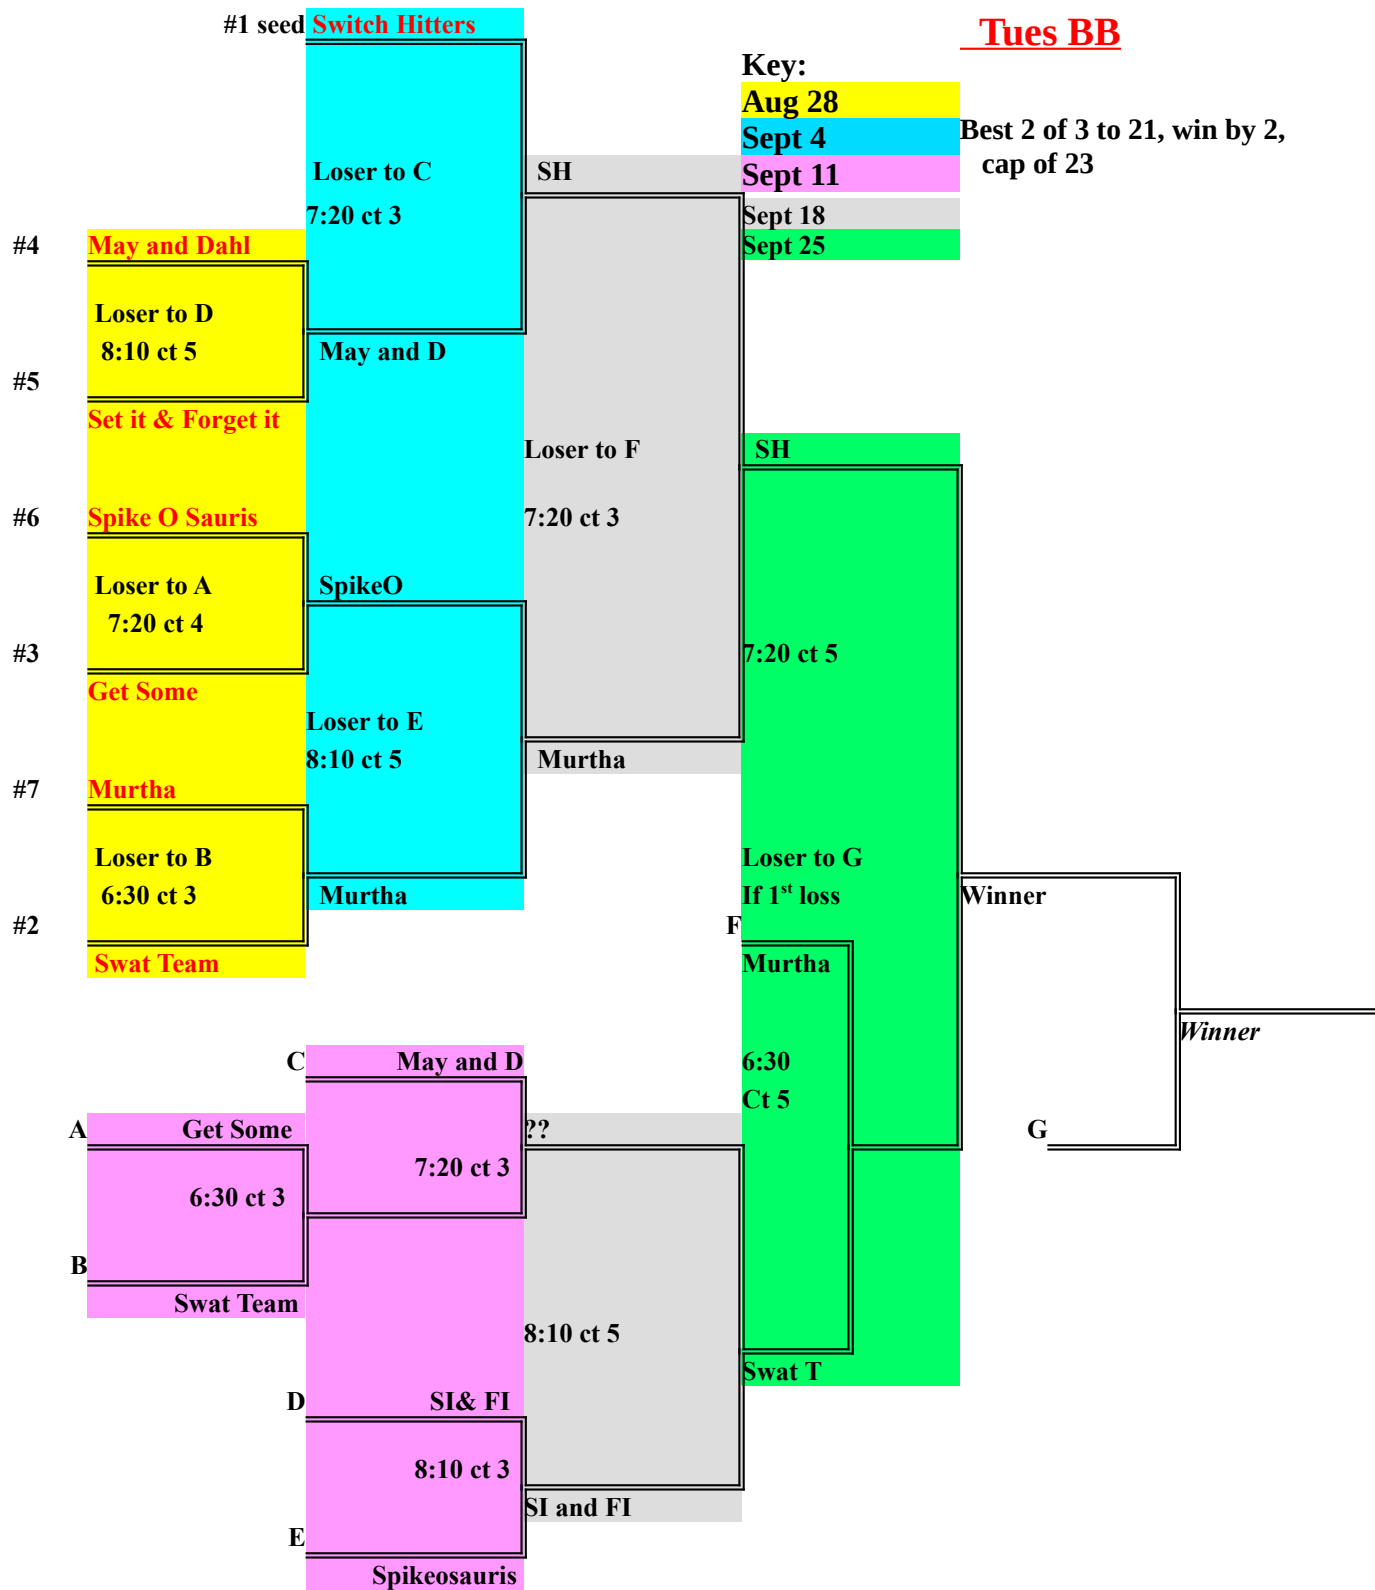 #1 seed Switch Hitters
Tues BB
Key:
Aug 28
Sept 4
Best 2 of 3 to 21, win by 2,
cap of 23
Loser to C
SH
Sept 11
7:20 ct 3
Sept 18
#4 May and Dahl
Sept 25
Loser to D
8:10 ct 5
May and D
#5
Set it & Forget it
Loser to F
SH
#6 Spike O Sauris
7:20 ct 3
Loser to A
SpikeO
7:20 ct 4
#3
7:20 ct 5
Get Some
Loser to E
8:10 ct 5
Murtha
#7 Murtha
Loser to B
Loser to G
6:30 ct 3
Murtha
If 1st loss
Winner
#2
F
Swat Team
Murtha
Winner
C May and D
6:30
Ct 5
A Get Some
??
G
7:20 ct 3
6:30 ct 3
B
Swat Team
8:10 ct 5
Swat T
D SI& FI
8:10 ct 3
SI and FI
E
Spikeosauris